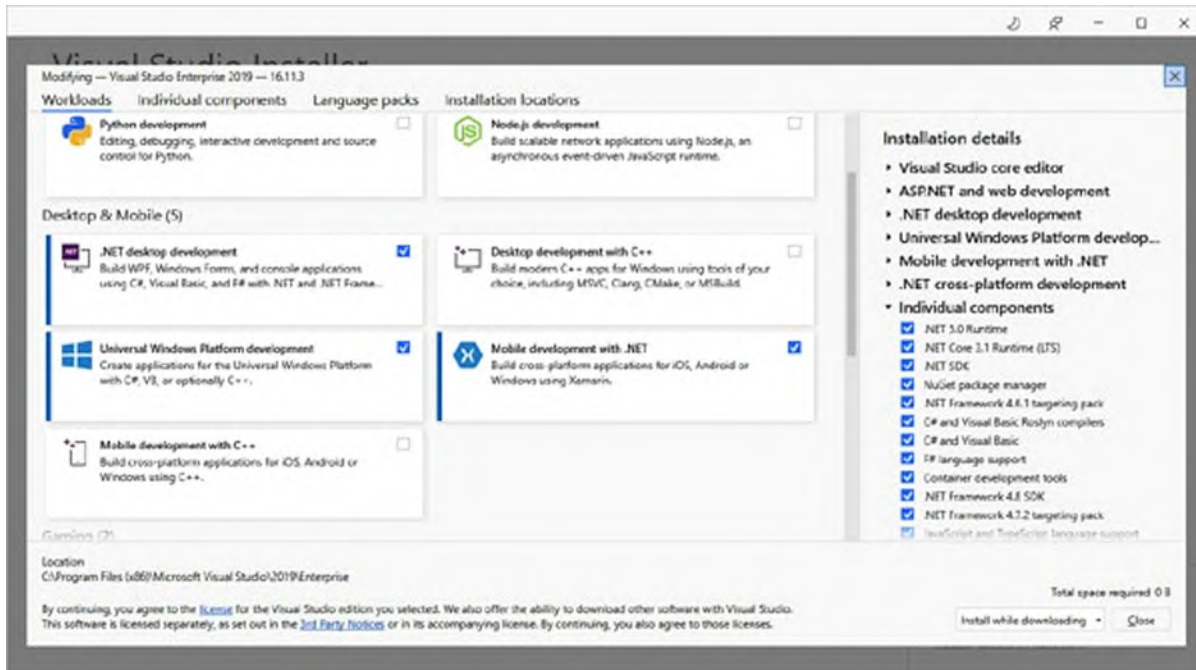 Visual Studio Installer
Modifying — Visual Studio Enterprise 2019 — 16.11.3
Workloads Individual components Language packs Installation locations
Python development
Editing, debugging, interactive development and source
control for Python.
Node.js development
Build scalable network applications using Node.js, an
asynchronous event-driven JavaScript runtime.
Desktop & Mobile (5)
.NET desktop development
Build WPF, Windows Forms, and console applications
using C#, Visual Basic, and F# with .NET and .NET Frame...
Desktop development with C++
Build modern C++ apps for Windows using tools of your
choice, including MSVC, Clang, CMake, or MSBuild.
Universal Windows Platform development
Create applications for the Universal Windows Platform
with C#, VB, or optionally C++.
Mobile development with .NET
Build cross-platform applications for iOS, Android or
Windows using Xamarin.
Mobile development with C++
Build cross-platform applications for iOS, Android or
Windows using C++.
Gaming (2)
Installation details
Visual Studio core editor
ASP.NET and web development
.NET desktop development
Universal Windows Platform develop...
Mobile development with .NET
.NET cross-platform development
Individual components
.NET 5.0 Runtime
.NET Core 3.1 Runtime (LTS)
.NET SDK
NuGet package manager
.NET Framework 4.6.1 targeting pack
C# and Visual Basic Roslyn compilers
C# and Visual Basic
F# language support
Container development tools
.NET Framework 4.8 SDK
.NET Framework 4.7.2 targeting pack
JavaScript and TypeScript language support
Location
C:\Program Files (x86)\Microsoft Visual Studio\2019\Enterprise
By continuing, you agree to the license for the Visual Studio edition you selected. We also offer the ability to download other software with Visual Studio.
This software is licensed separately, as set out in the 3rd Party Notices or in its accompanying license. By continuing, you also agree to those licenses.
Total space required 0 B
Install while downloading Close